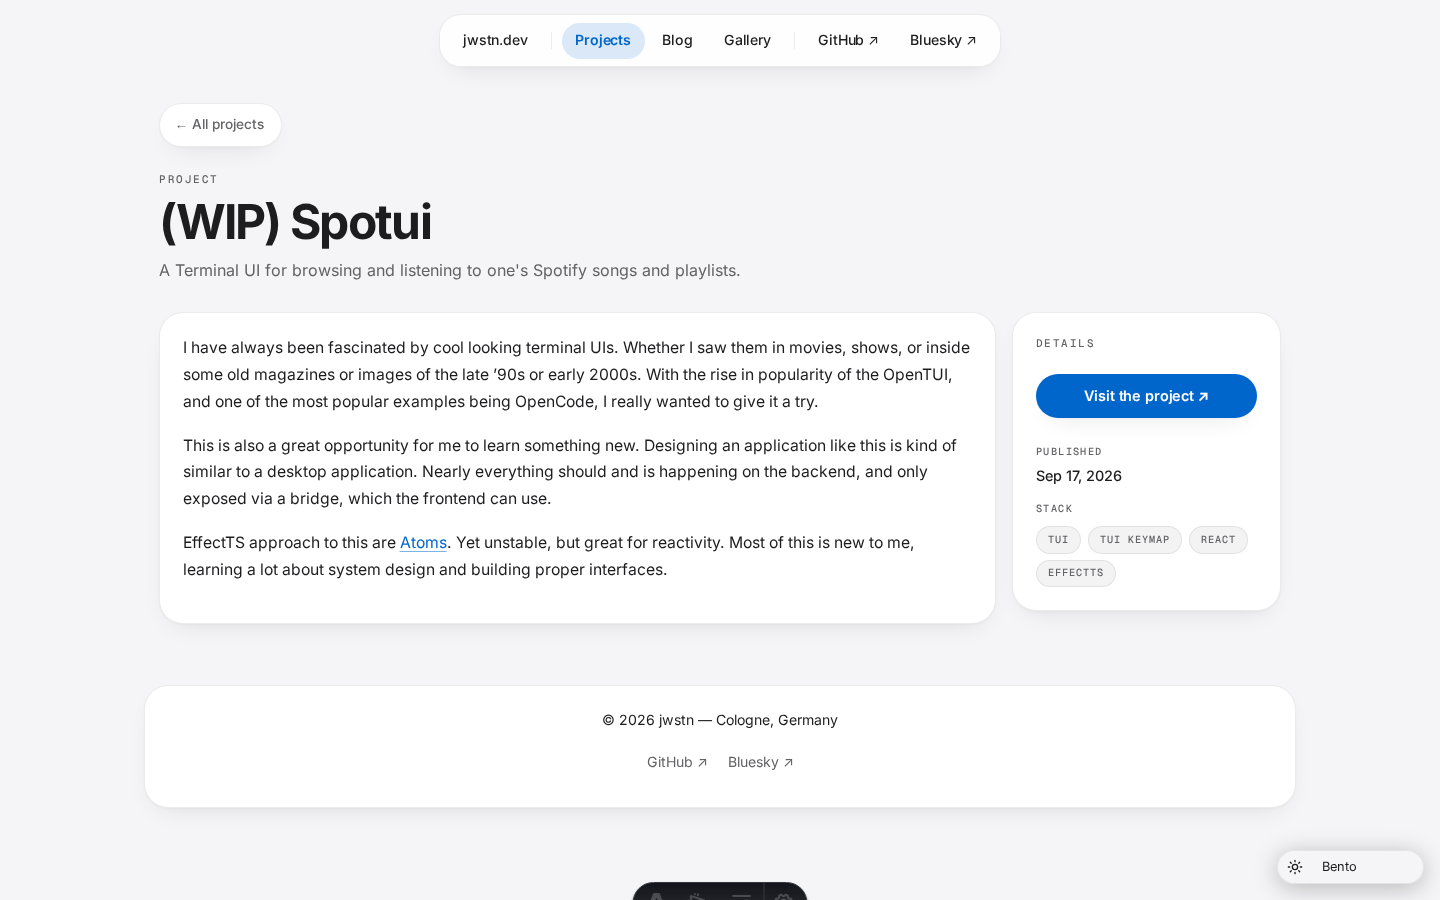 jwstn.dev
Projects
Blog
Gallery
GitHub ↗
Bluesky ↗
← All projects
PROJECT
(WIP) Spotui
A Terminal UI for browsing and listening to one's Spotify songs and playlists.
I have always been fascinated by cool looking terminal UIs. Whether I saw them in movies, shows, or inside
some old magazines or images of the late ’90s or early 2000s. With the rise in popularity of the OpenTUI,
and one of the most popular examples being OpenCode, I really wanted to give it a try.
This is also a great opportunity for me to learn something new. Designing an application like this is kind of
similar to a desktop application. Nearly everything should and is happening on the backend, and only
exposed via a bridge, which the frontend can use.
EffectTS approach to this are Atoms. Yet unstable, but great for reactivity. Most of this is new to me,
learning a lot about system design and building proper interfaces.
DETAILS
Visit the project ↗
PUBLISHED
Sep 17, 2026
STACK
TUI
TUI KEYMAP
REACT
EFFECTTS
© 2026 jwstn — Cologne, Germany
GitHub ↗
Bluesky ↗
Bento